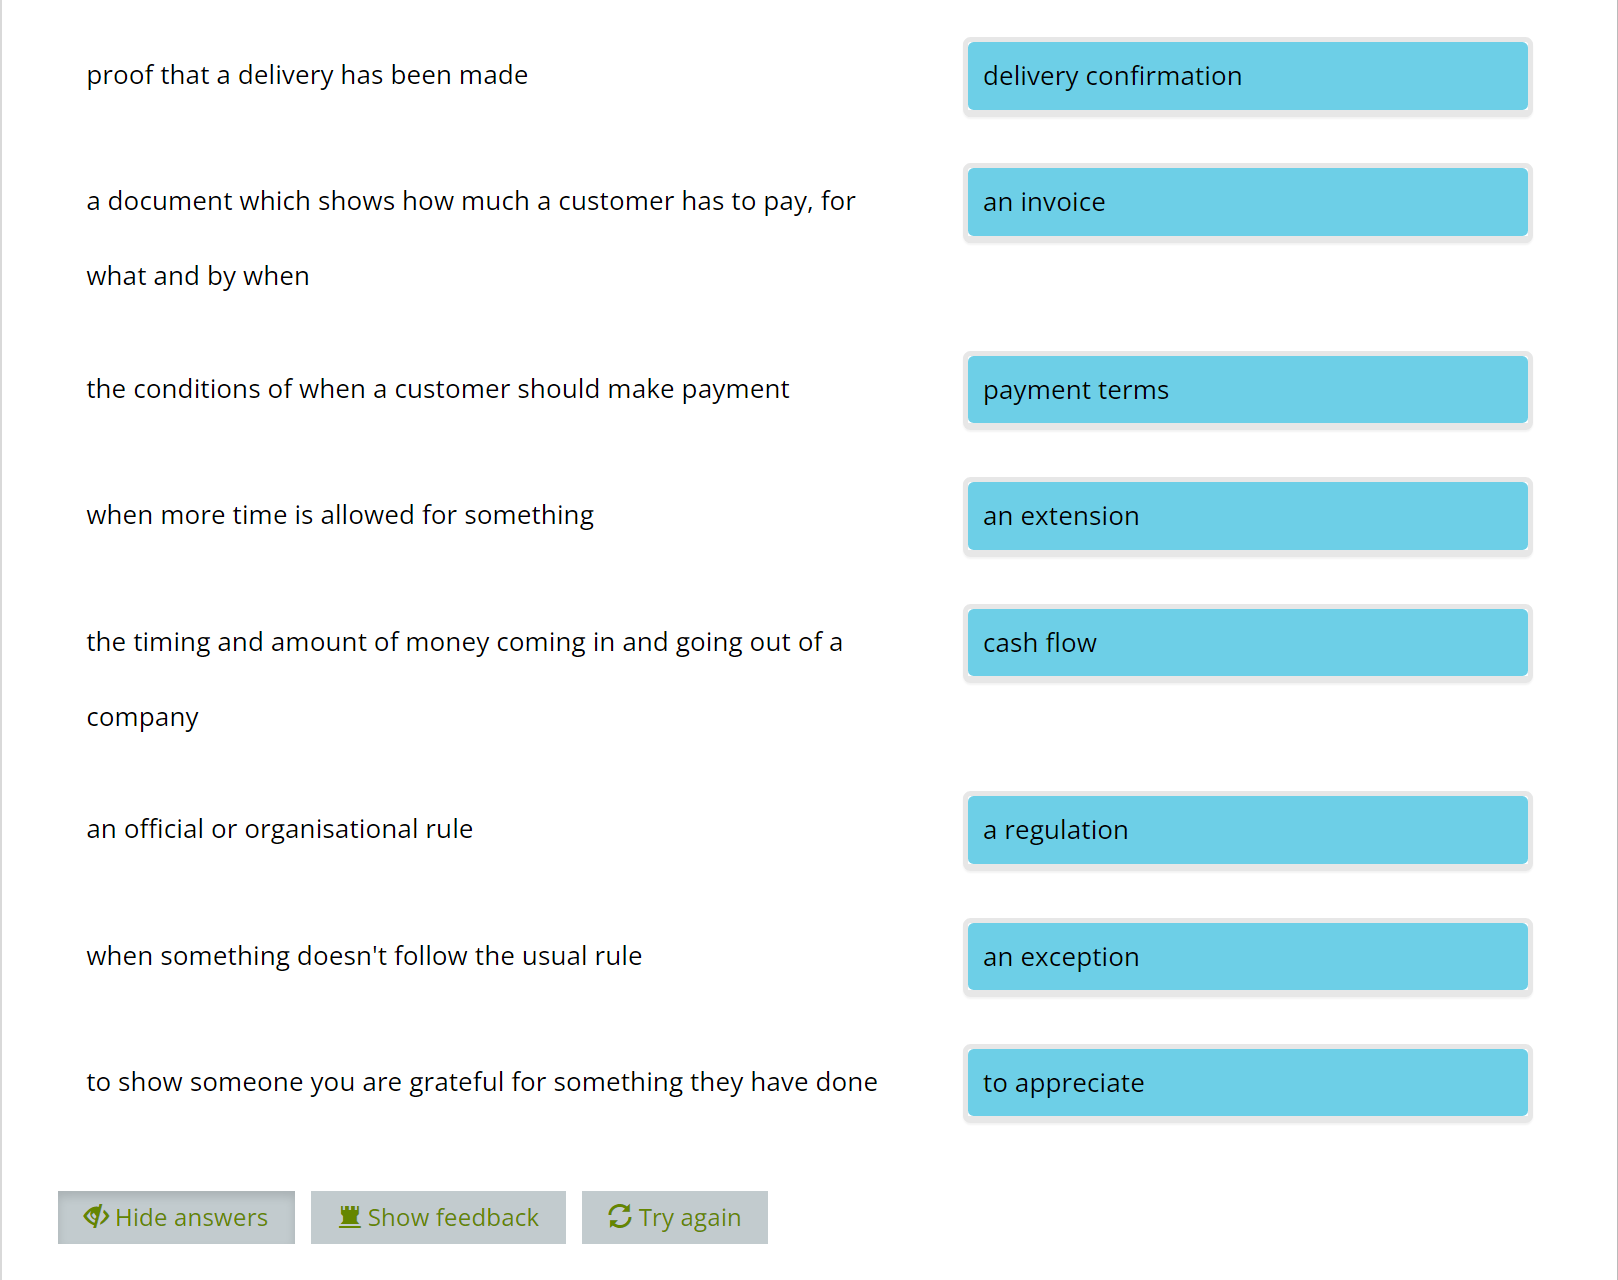 proof that a delivery has been made
delivery confirmation
a document which shows how much a customer has to pay, for
what and by when
an invoice
the conditions of when a customer should make payment
payment terms
when more time is allowed for something
an extension
the timing and amount of money coming in and going out of a
company
cash flow
an official or organisational rule
a regulation
when something doesn't follow the usual rule
an exception
to show someone you are grateful for something they have done
to appreciate
Hide answers
Show feedback
Try again